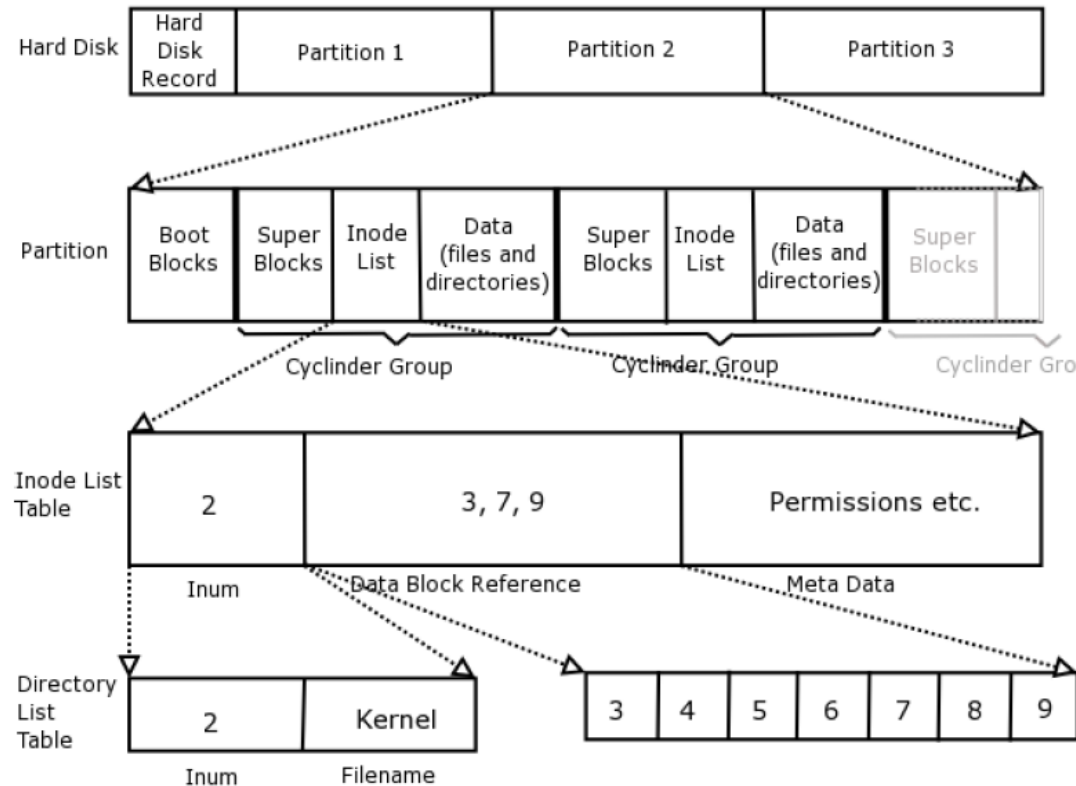 Hard Disk
Hard
Disk
Record
Partition 1
Partition 2
Partition 3
Partition
Boot
Blocks
Super
Blocks
Inode
List
Data
(files and
directories)
Super
Blocks
Inode
List
Data
(files and
directories)
Super
Blocks
Cyclinder Group
Cyclinder Group
Cyclinder Gro
Inode List
Table
2
3, 7, 9
Permissions etc.
Inum
Data Block Reference
Meta Data
Directory
List
Table
2
Kernel
3 4 5 6 7 8 9
Inum
Filename